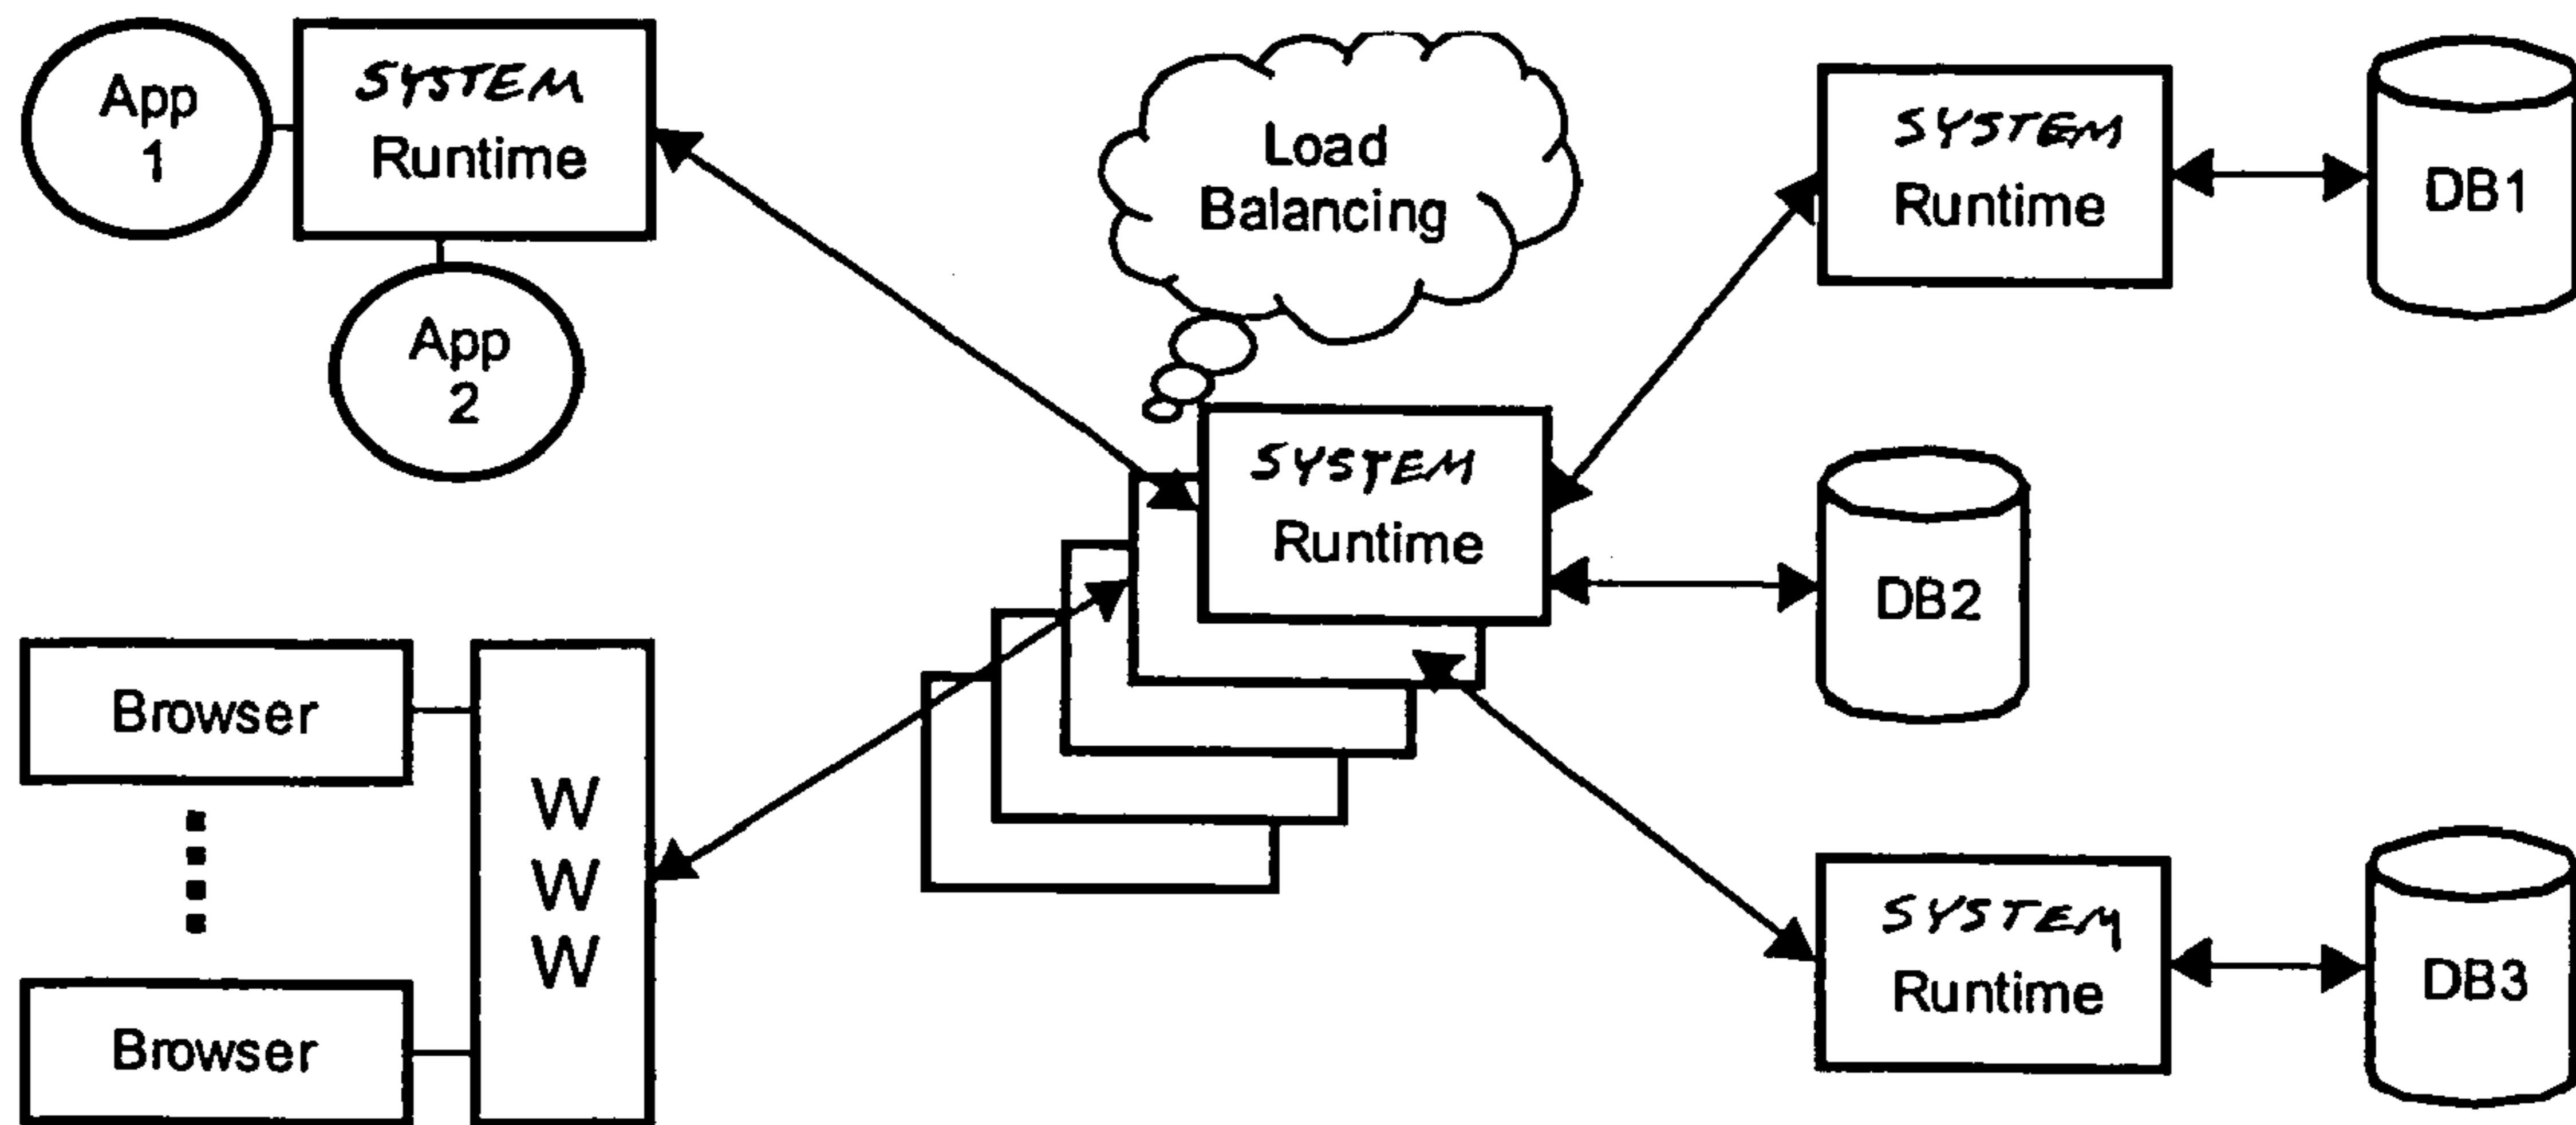 App
1
SYSTEM
Runtime
App
2
Load
Balancing
SYSTEM
Runtime
SYSTEM
Runtime
DB1
DB2
Browser
W
W
W
Browser
SYSTEM
Runtime
DB3